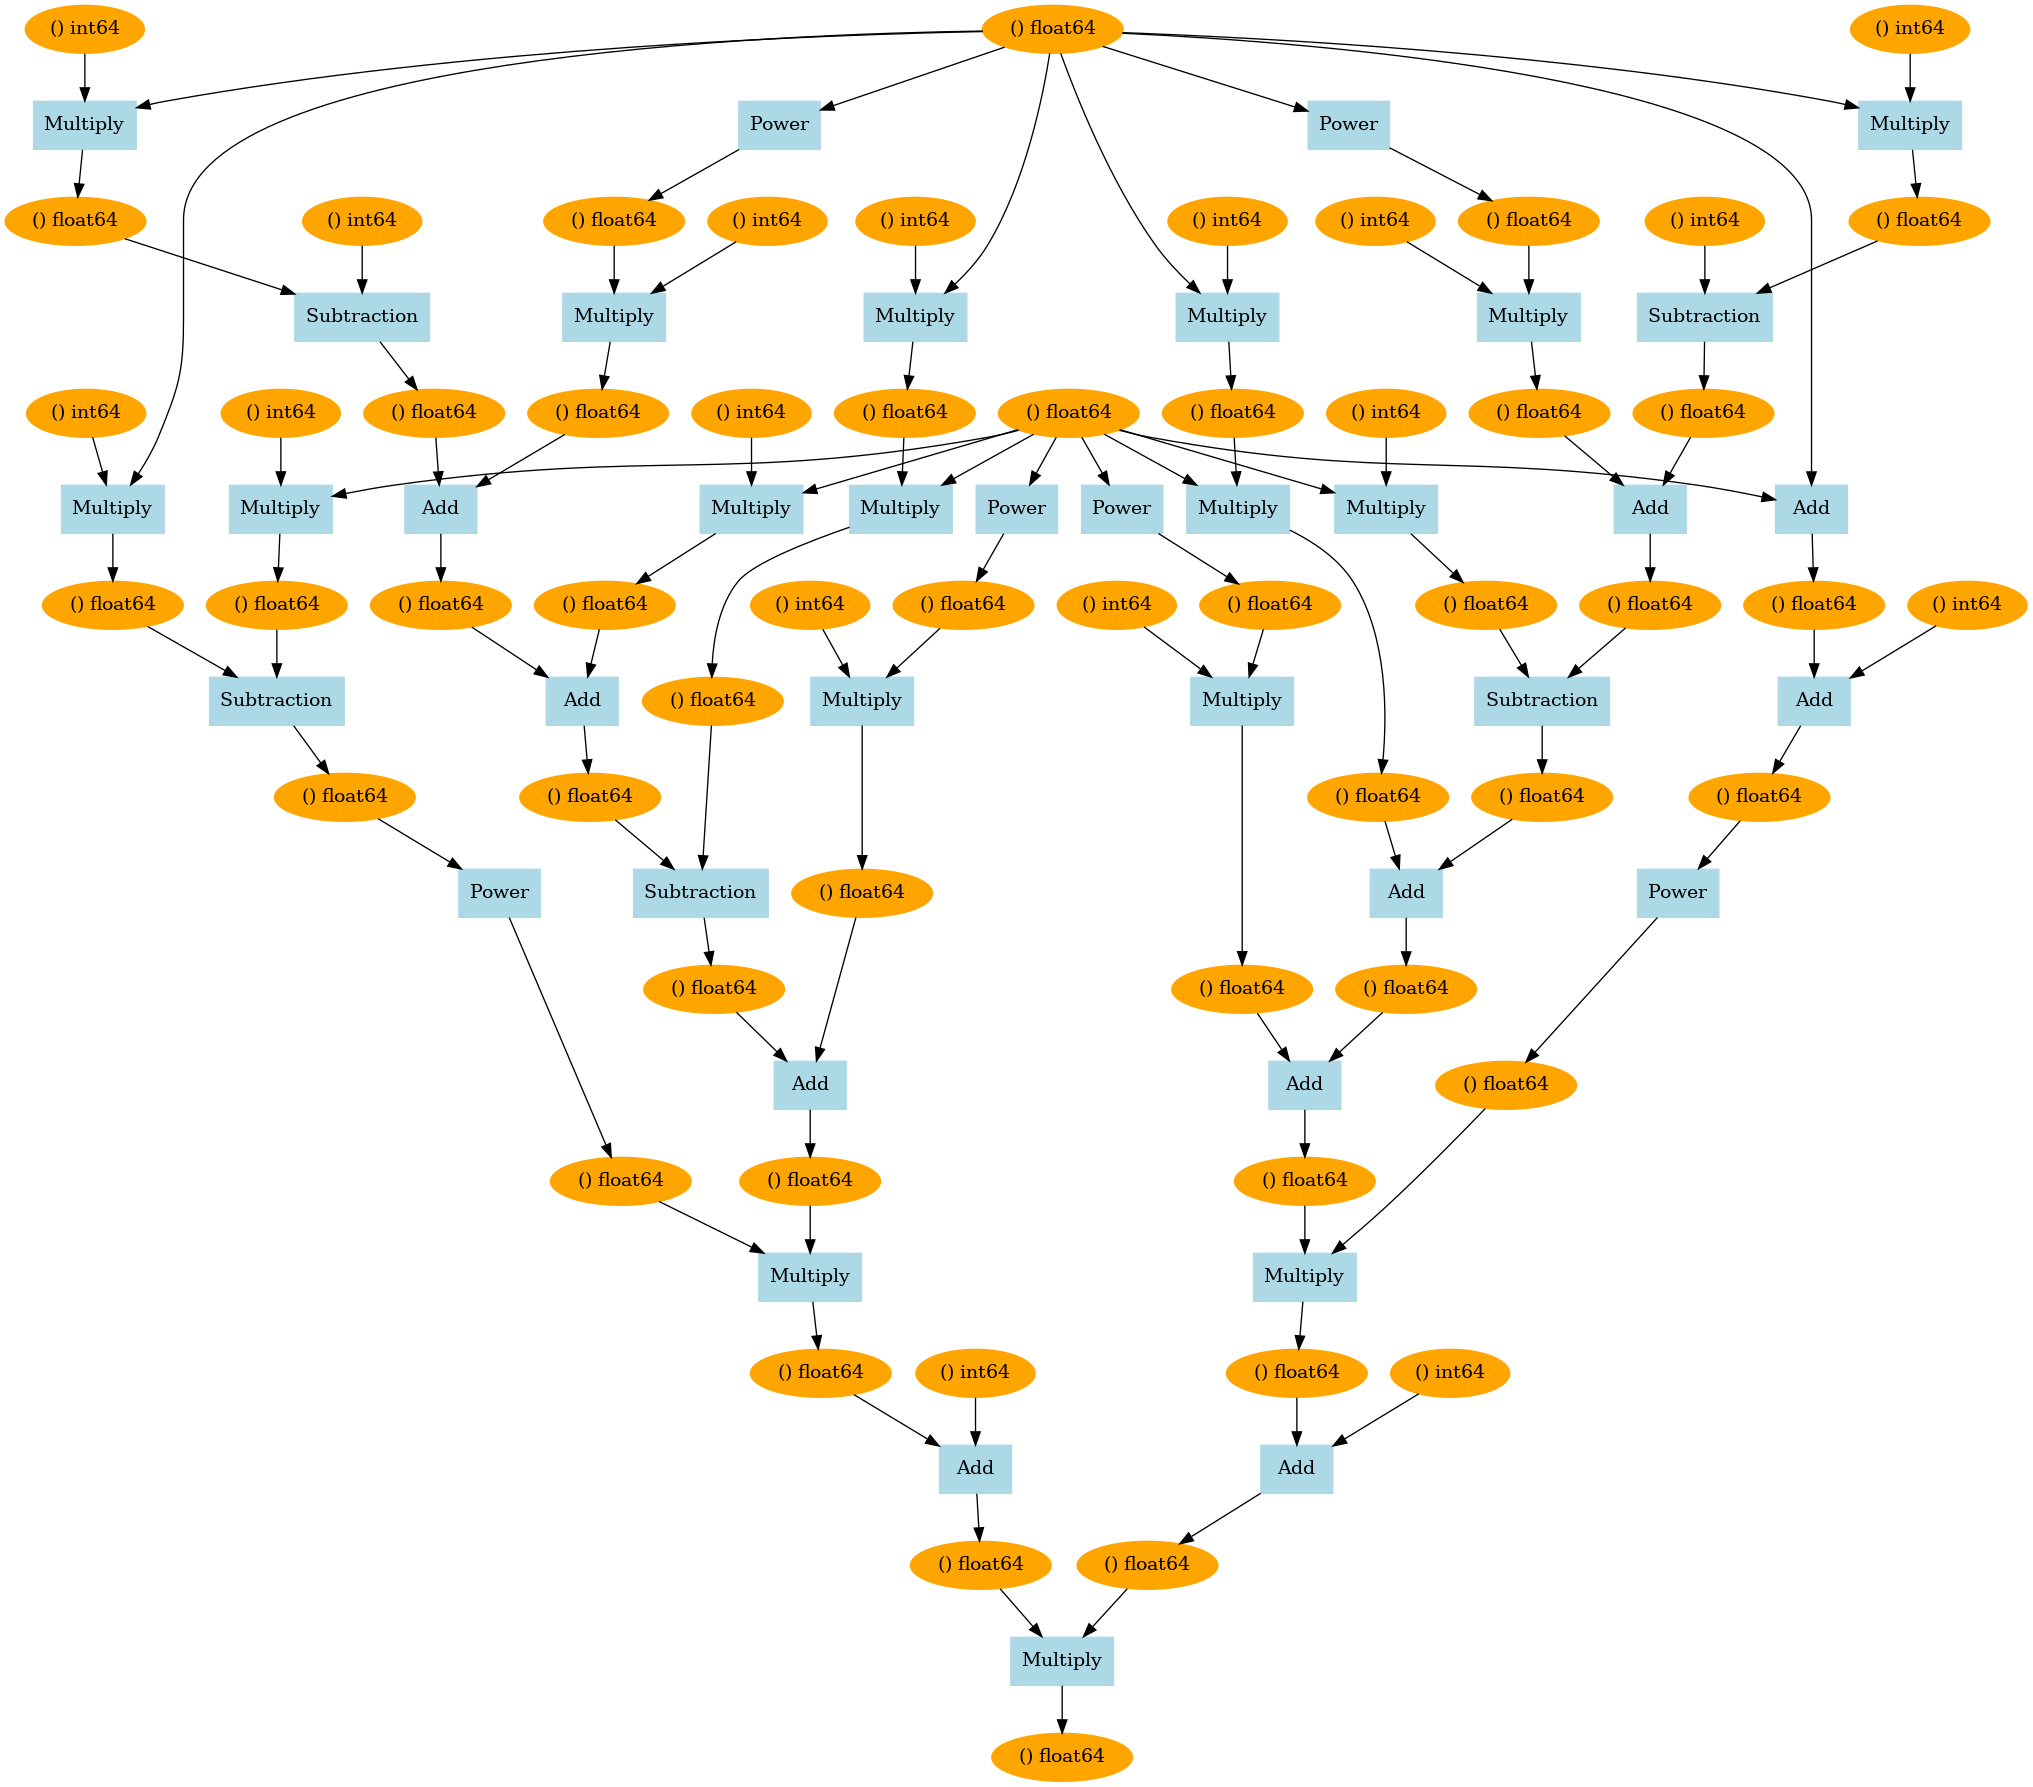 () int64
() float64
() int64
Multiply
Power
Power
Multiply
() float64
() int64
() float64
() int64
() int64
() int64
() int64
() float64
() int64
() float64
Subtraction
Multiply
Multiply
Multiply
Multiply
Subtraction
() int64
() int64
() float64
() float64
() int64
() float64
() float64
() float64
() int64
() float64
() float64
Multiply
Multiply
Add
Multiply
Multiply
Power
Power
Multiply
Multiply
Add
Add
() float64
() float64
() float64
() float64
() int64
() float64
() int64
() float64
() float64
() float64
() float64
() int64
Subtraction
Add
() float64
Multiply
Multiply
Subtraction
Add
() float64
() float64
() float64
() float64
() float64
Power
Subtraction
() float64
Add
Power
() float64
() float64
() float64
Add
Add
() float64
() float64
() float64
() float64
Multiply
Multiply
() float64
() int64
() float64
() int64
Add
Add
() float64
() float64
Multiply
() float64